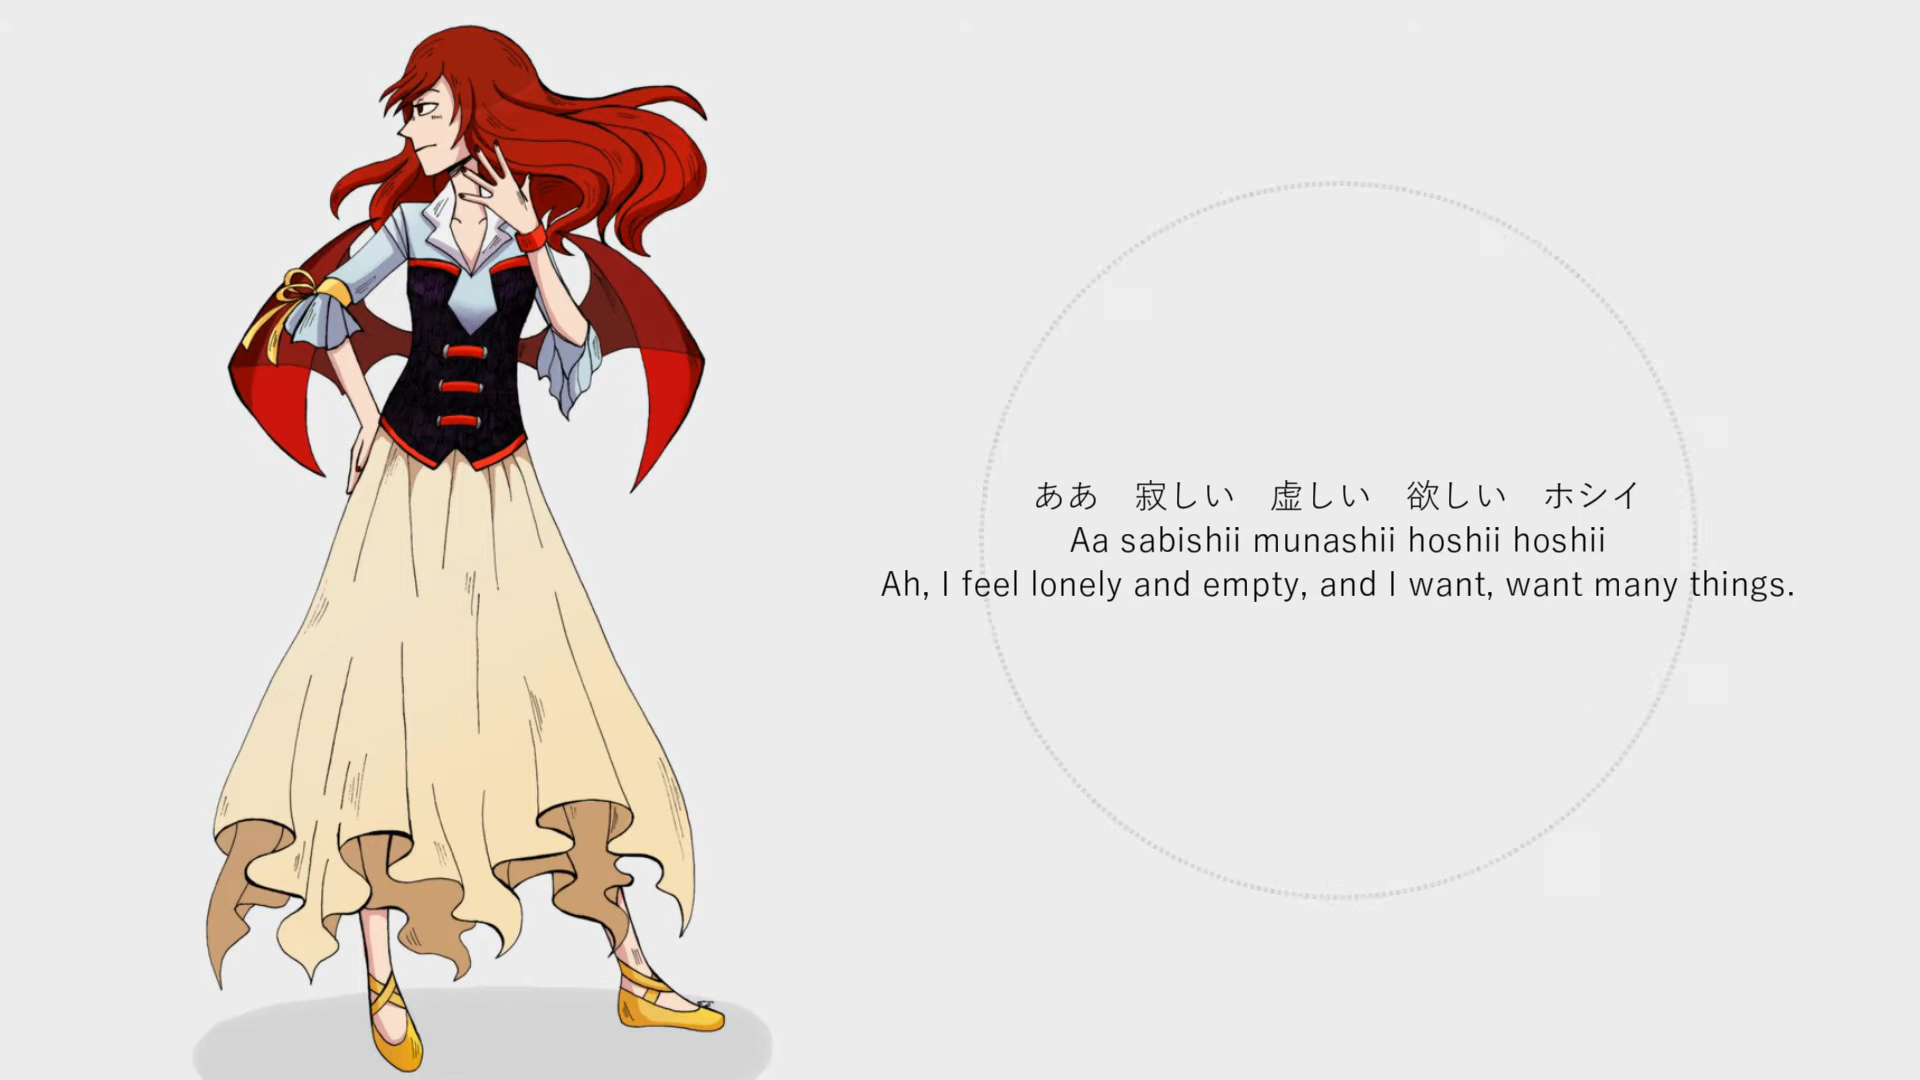 ああ　寂しい　虚しい　欲しい　ホシイ
Aa sabishii munashii hoshii hoshii
Ah, I feel lonely and empty, and I want, want many things.